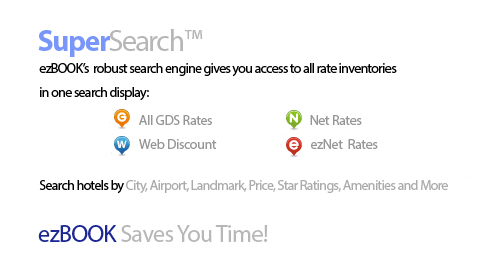 SuperSearch™
ezBOOK's robust search engine gives you access to all rate inventories
in one search display:
G All GDS Rates N Net Rates
W Web Discount e ezNet Rates
Search hotels by City, Airport, Landmark, Price, Star Ratings, Amenities and More
ezBOOK Saves You Time!